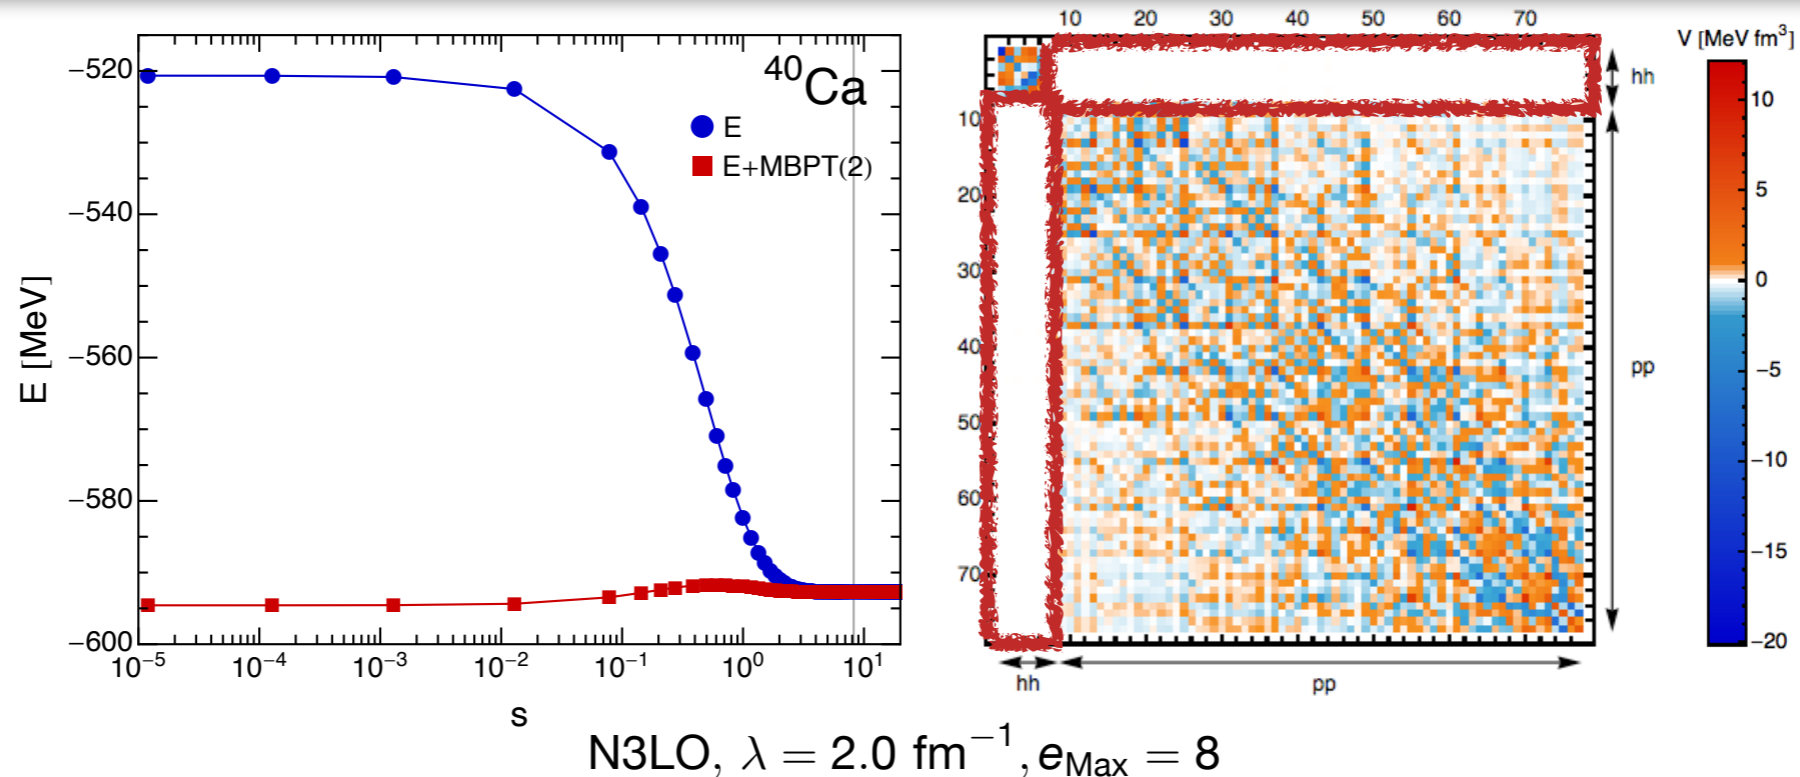 ⁴⁰Ca
E
E+MBPT(2)
E [MeV]
−520
−540
−560
−580
−600
10⁻⁵ 10⁻⁴ 10⁻³ 10⁻² 10⁻¹ 10⁰ 10¹
s
10 20 30 40 50 60 70
10
20
30
40
50
60
70
hh
pp
hh pp
V [MeV fm³]
10
5
0
−5
−10
−15
−20
N3LO, λ = 2.0 fm⁻¹, eMax = 8